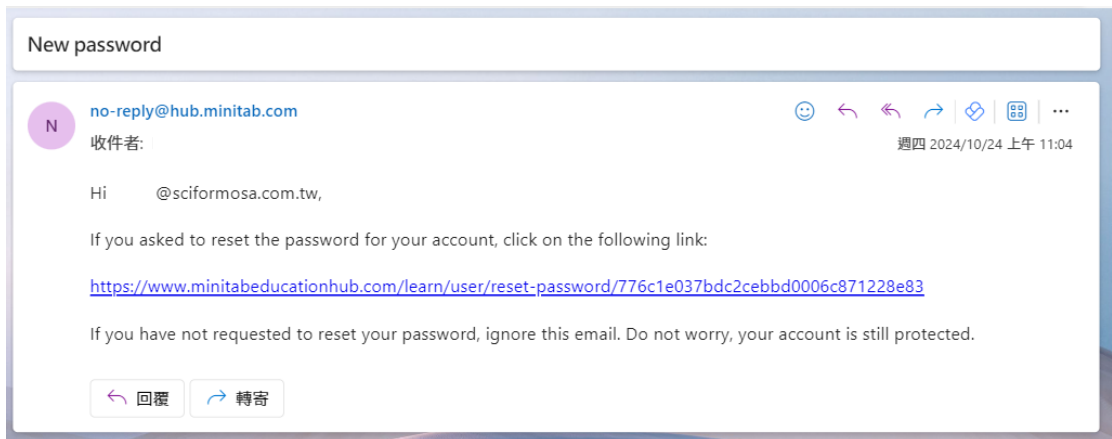 New password
N
no-reply@hub.minitab.com
收件者:
週四 2024/10/24 上午 11:04
Hi @sciformosa.com.tw,
If you asked to reset the password for your account, click on the following link:
https://www.minitabeducationhub.com/learn/user/reset-password/776c1e037bdc2cebbd0006c871228e83
If you have not requested to reset your password, ignore this email. Do not worry, your account is still protected.
回覆 轉寄